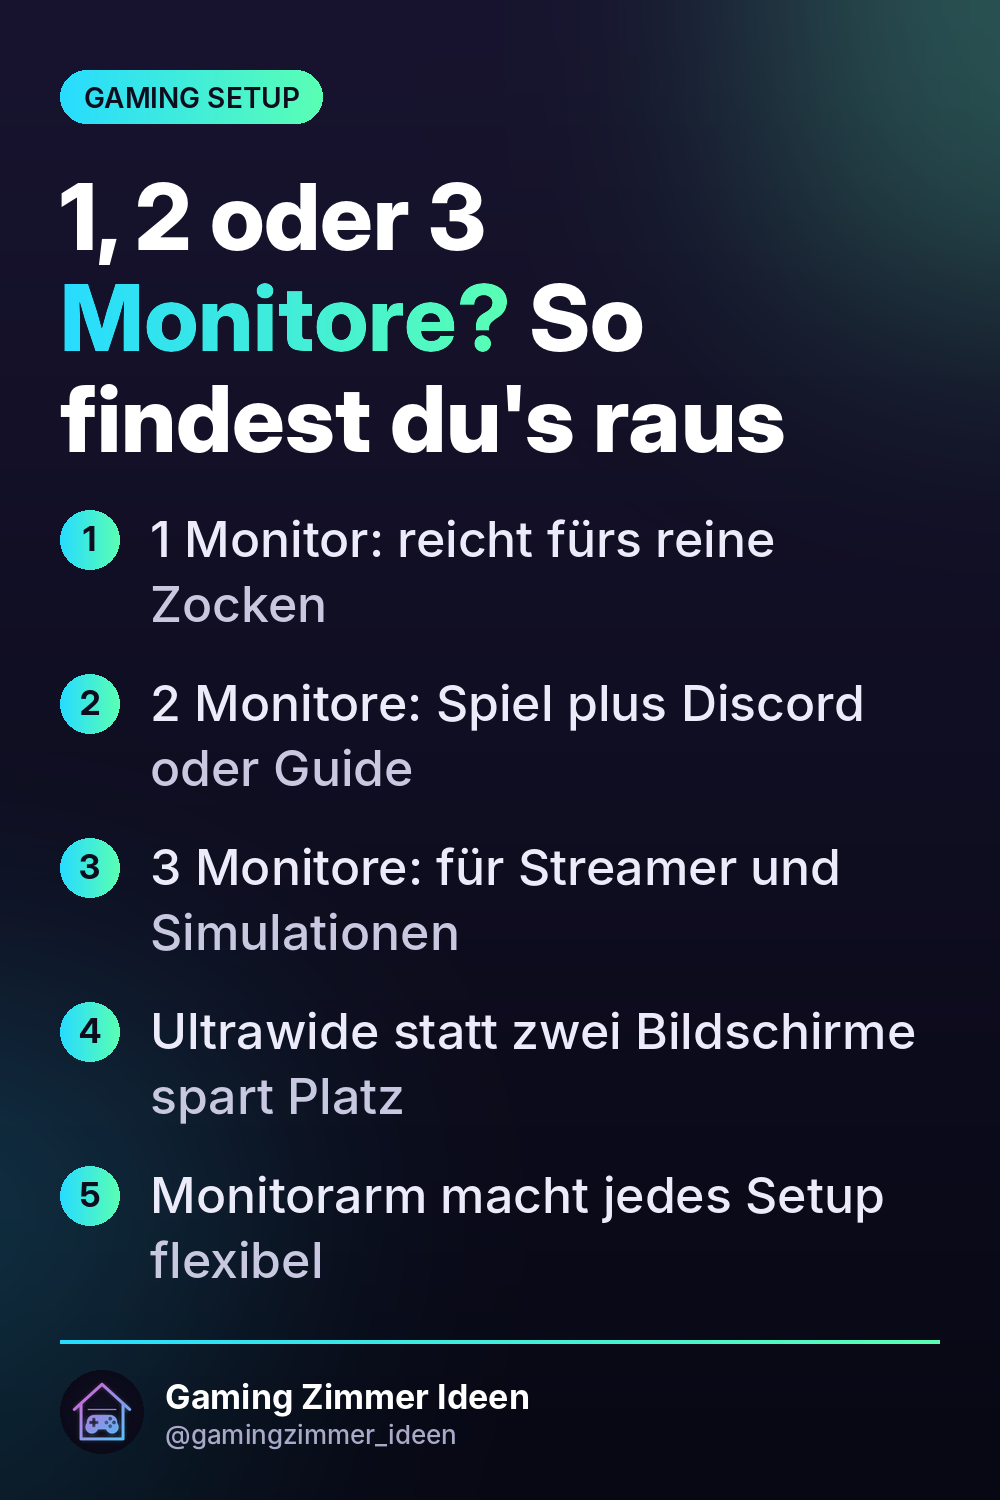 GAMING SETUP
1, 2 oder 3
Monitore? So
findest du's raus
1 1 Monitor: reicht fürs reine
Zocken
2 2 Monitore: Spiel plus Discord
oder Guide
3 3 Monitore: für Streamer und
Simulationen
4 Ultrawide statt zwei Bildschirme
spart Platz
5 Monitorarm macht jedes Setup
flexibel
Gaming Zimmer Ideen
@gamingzimmer_ideen